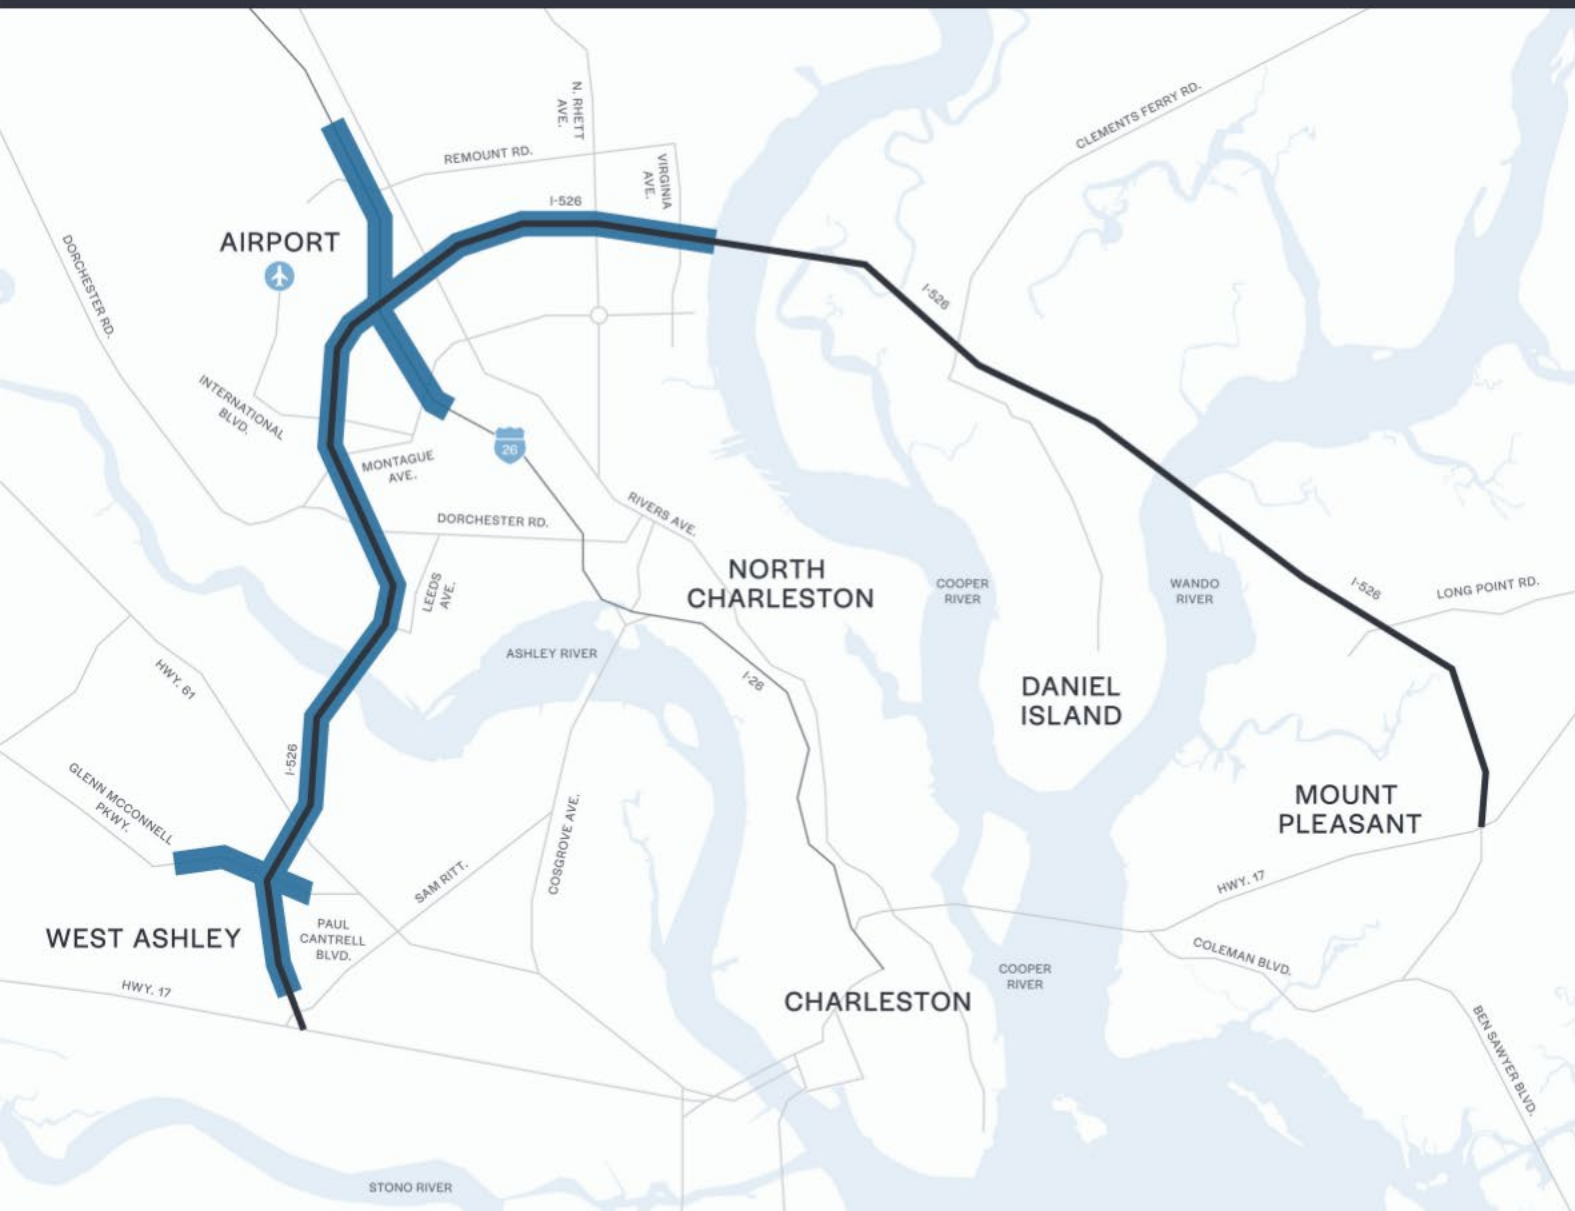 N. RHETT
AVE.
CLEMENTS FERRY RD.
REMOUNT RD.
VIRGINIA
AVE.
I-526
AIRPORT
DORCHESTER RD.
I-526
INTERNATIONAL
BLVD.
26
MONTAGUE
AVE.
RIVERS AVE.
DORCHESTER RD.
NORTH
CHARLESTON
LEEDS
AVE.
COOPER
RIVER
WANDO
RIVER
I-526
LONG POINT RD.
ASHLEY RIVER
HWY. 61
I-26
DANIEL
ISLAND
I-526
GLENN MCCONNELL
PKWY.
MOUNT
PLEASANT
COSGROVE AVE.
SAM RITT.
HWY. 17
WEST ASHLEY
PAUL
CANTRELL
BLVD.
COLEMAN BLVD.
HWY. 17
COOPER
RIVER
CHARLESTON
BEN SAWYER BLVD.
STONO RIVER